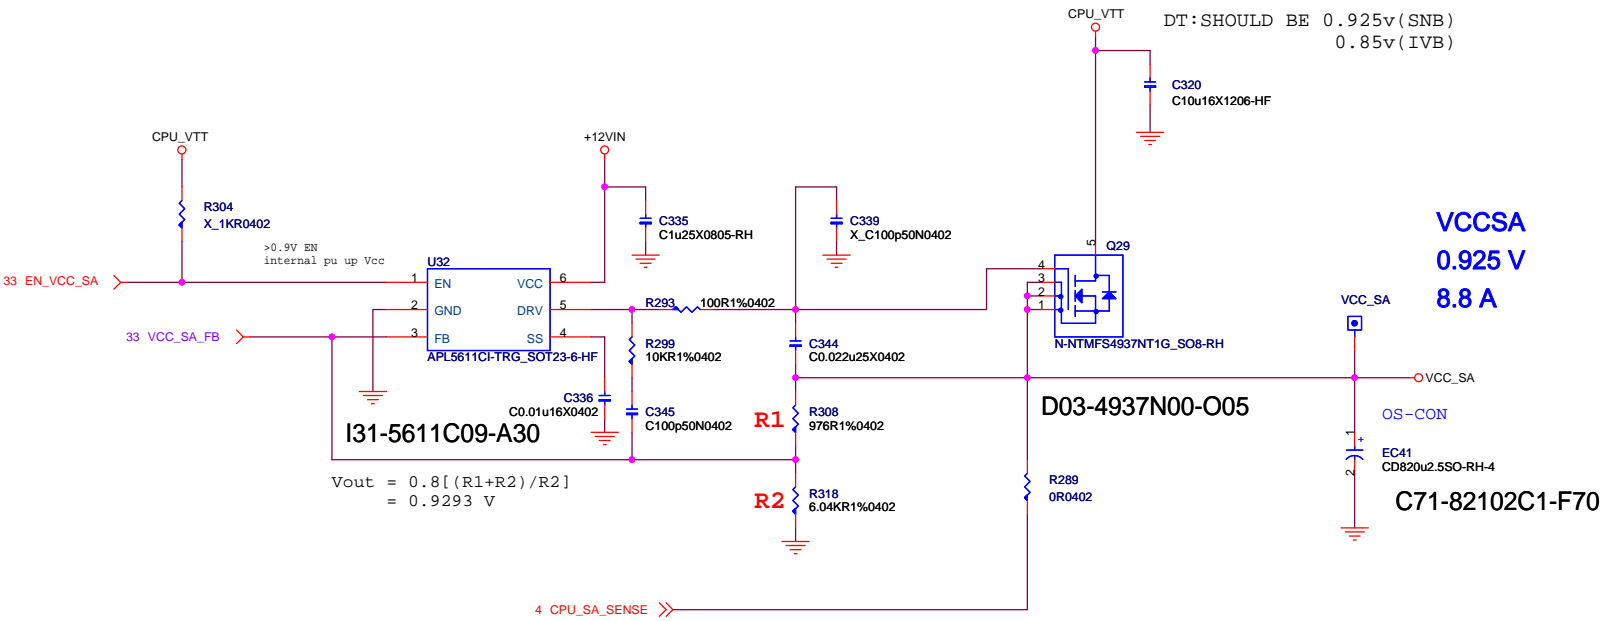 CPU_VTT
DT:SHOULD BE 0.925v(SNB)
0.85v(IVB)
C320
C10u16X1206-HF
CPU_VTT
+12VIN
R304
X_1KR0402
C335
C1u25X0805-RH
C339
X_C100p50N0402
VCCSA
0.925 V
8.8 A
>0.9V EN
internal pu up Vcc
5
Q29
U32
33 EN_VCC_SA
1
EN
VCC
6
4
3
2
1
2
GND
DRV
5
R293
100R1%0402
VCC_SA
33 VCC_SA_FB
3
FB
SS
4
APL5611CI-TRG_SOT23-6-HF
R299
10KR1%0402
C344
C0.022u25X0402
N-NTMFS4937NT1G_SO8-RH
VCC_SA
C336
C0.01u16X0402
C345
C100p50N0402
R1
R308
976R1%0402
D03-4937N00-O05
OS-CON
I31-5611C09-A30
1
+
EC41
CD820u2.5SO-RH-4
2
Vout = 0.8[(R1+R2)/R2]
= 0.9293 V
R2
R318
6.04KR1%0402
R289
0R0402
C71-82102C1-F70
4 CPU_SA_SENSE